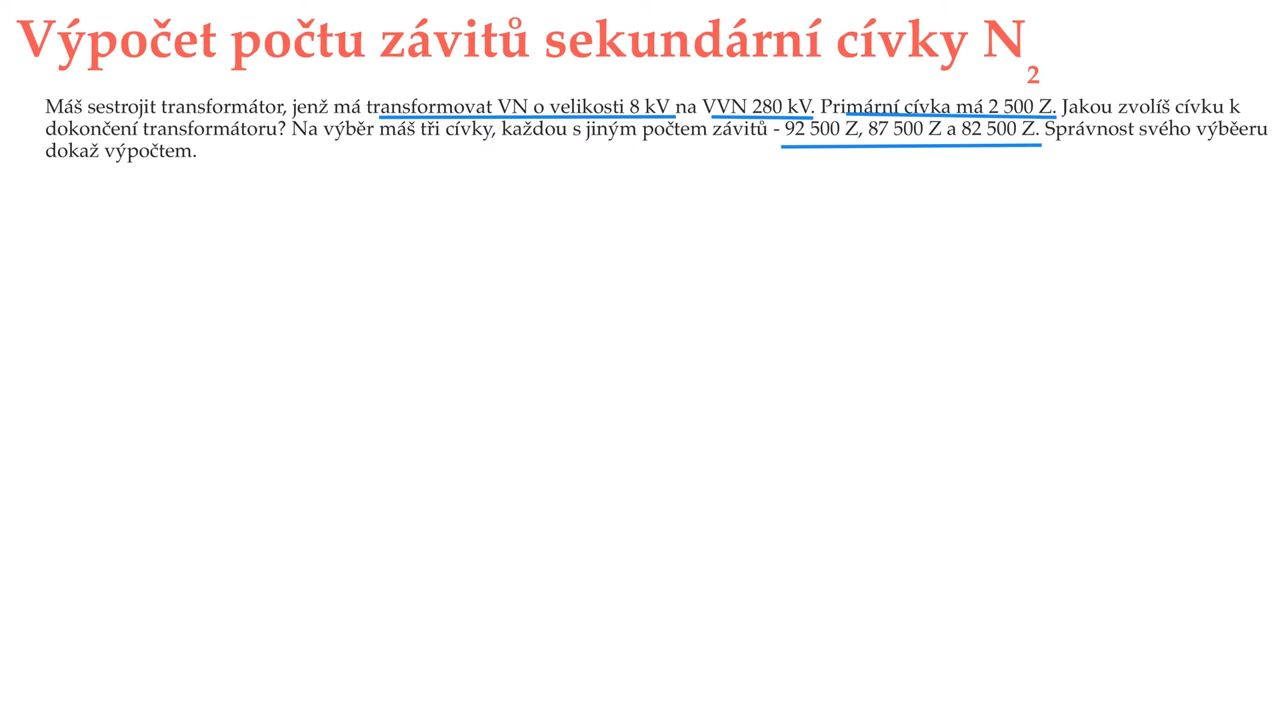 Výpočet počtu závitů sekundární cívky N₂
Máš sestrojit transformátor, jenž má transformovat VN o velikosti 8 kV na VVN 280 kV. Primární cívka má 2 500 Z. Jakou zvolíš cívku k
dokončení transformátoru? Na výběr máš tři cívky, každou s jiným počtem závitů - 92 500 Z, 87 500 Z a 82 500 Z. Správnost svého výběeru
dokaž výpočtem.